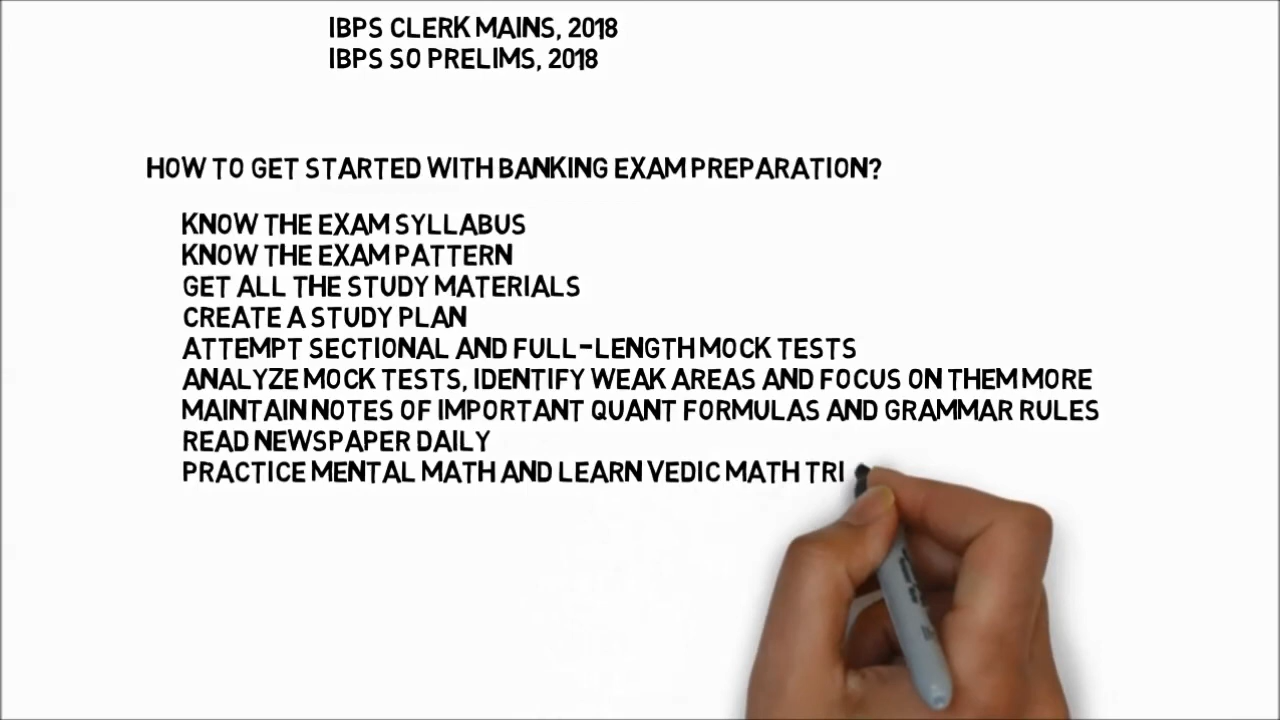 IBPS CLERK MAINS, 2018
IBPS SO PRELIMS, 2018
HOW TO GET STARTED WITH BANKING EXAM PREPARATION?
KNOW THE EXAM SYLLABUS
KNOW THE EXAM PATTERN
GET ALL THE STUDY MATERIALS
CREATE A STUDY PLAN
ATTEMPT SECTIONAL AND FULL-LENGTH MOCK TESTS
ANALYZE MOCK TESTS, IDENTIFY WEAK AREAS AND FOCUS ON THEM MORE
MAINTAIN NOTES OF IMPORTANT QUANT FORMULAS AND GRAMMAR RULES
READ NEWSPAPER DAILY
PRACTICE MENTAL MATH AND LEARN VEDIC MATH TRI